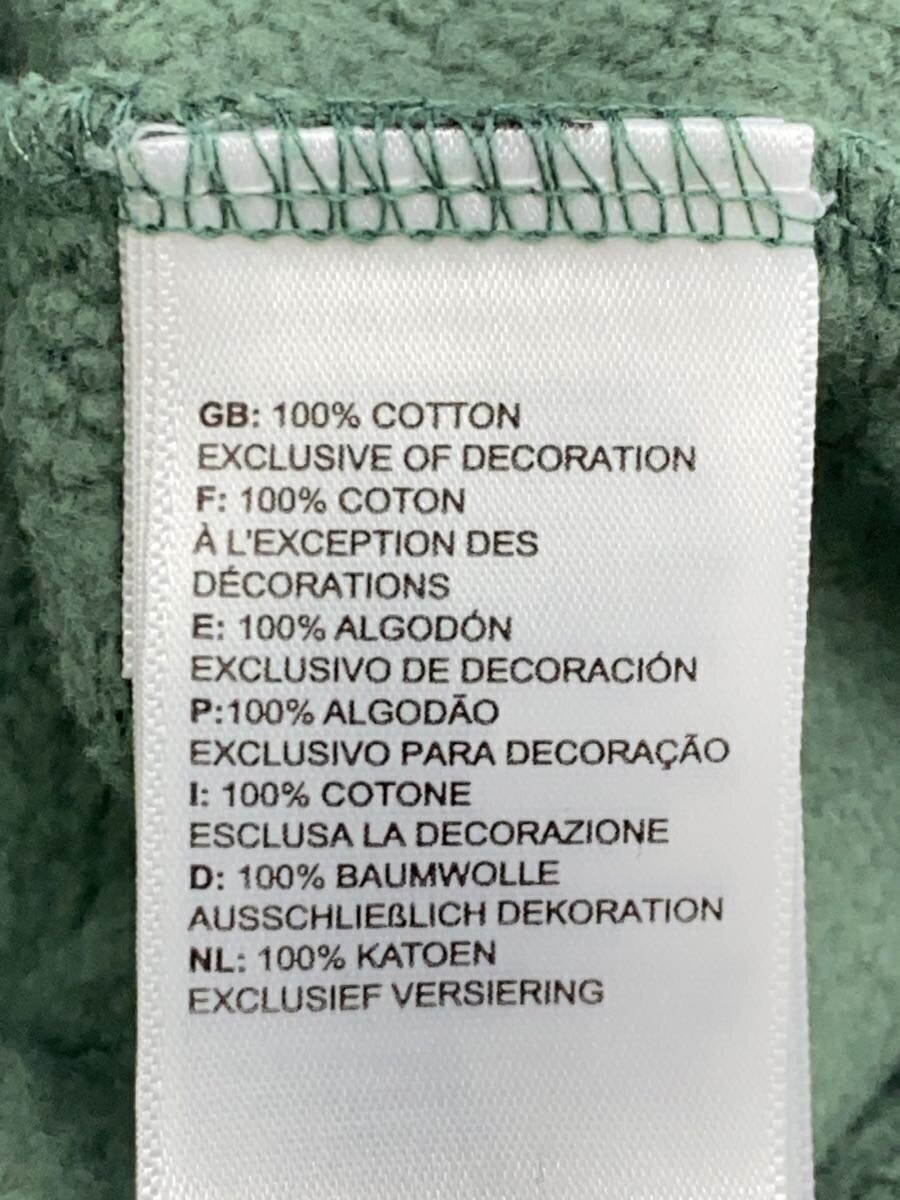 GB: 100% COTTON
EXCLUSIVE OF DECORATION
F: 100% COTON
À L'EXCEPTION DES
DÉCORATIONS
E: 100% ALGODÓN
EXCLUSIVO DE DECORACIÓN
P:100% ALGODÃO
EXCLUSIVO PARA DECORAÇÃO
I: 100% COTONE
ESCLUSA LA DECORAZIONE
D: 100% BAUMWOLLE
AUSSCHLIEßLICH DEKORATION
NL: 100% KATOEN
EXCLUSIEF VERSIERING